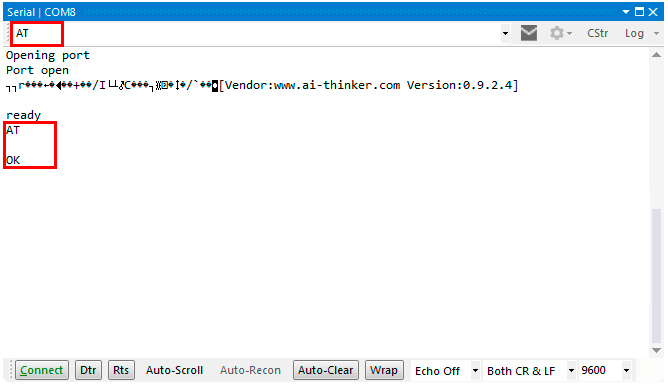 Serial | COM8
AT
CStr
Log
Opening port
Port open
[Vendor:www.ai-thinker.com Version:0.9.2.4]
ready
AT
OK
Connect Dtr Rts Auto-Scroll Auto-Recon Auto-Clear Wrap Echo Off Both CR & LF 9600